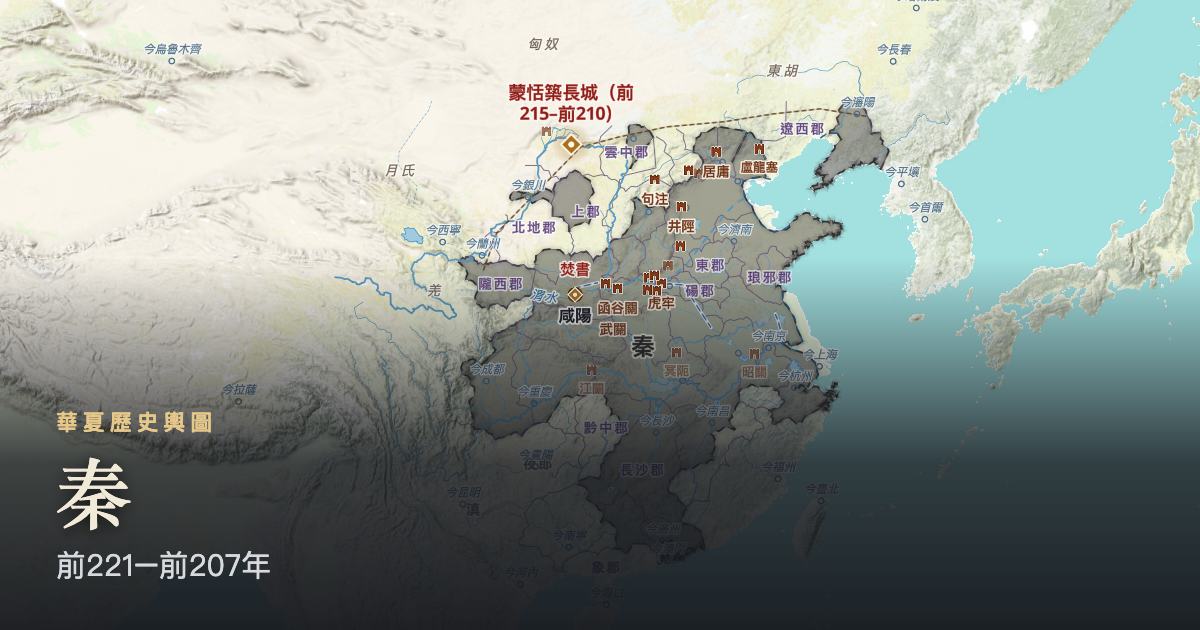 今烏魯木齊
匈奴
今長春
東胡
蒙恬築長城（前
215–前210）
今瀋陽
遼西郡
雲中郡
居庸
盧龍塞
月氏
今平壤
今銀川
句注
上郡
今首爾
北地郡
井陘
今西寧
今蘭州
今濟南
焚書
東郡
琅邪郡
隴西郡
羌
渭水
碭郡
咸陽
函谷關
虎牢
武關
秦
今南京
今上海
冥阨
昭關
今成都
江關
今杭州
今拉薩
今重慶
今南昌
華夏歷史輿圖
今長沙
黔中郡
今貴陽
夜郎
長沙郡
今福州
秦
今昆明
滇
今臺北
今南寧
前221—前207年
象郡
今河內
今海口